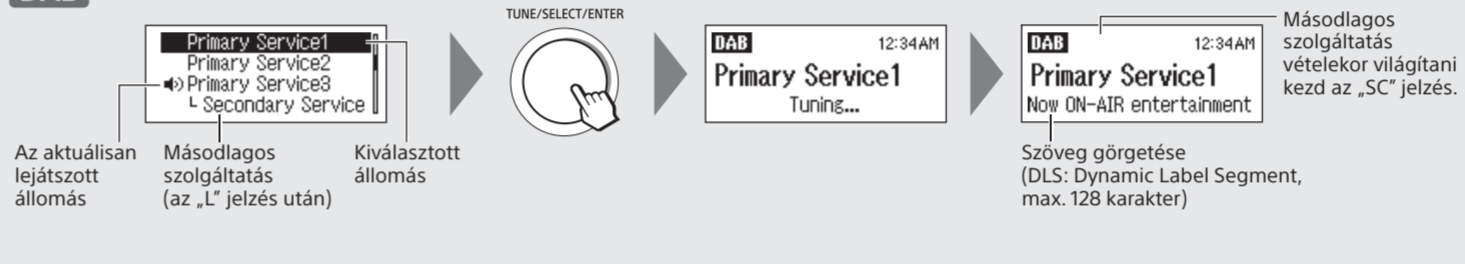 DAB
Primary Service1
Primary Service2
Primary Service3
L Secondary Service
Az aktuálisan
lejátszott
állomás
Másodlagos
szolgáltatás
(az „L” jelzés után)
Kiválasztott
állomás
TUNE/SELECT/ENTER
DAB 12:34AM
Primary Service1
Tuning...
DAB 12:34AM
Primary Service1
Now ON-AIR entertainment
Másodlagos
szolgáltatás
vételekor világítani
kezd az „SC” jelzés.
Szöveg görgetése
(DLS: Dynamic Label Segment,
max. 128 karakter)